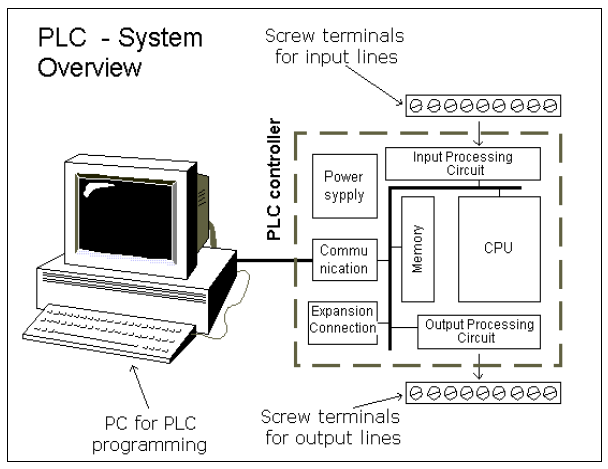 PLC - System
Overview
Screw terminals
for input lines
PLC controller
Input Processing
Circuit
Power
sypply
Commu
nication
Memory
CPU
Expansion
Connection
Output Processing
Circuit
PC for PLC
programming
Screw terminals
for output lines